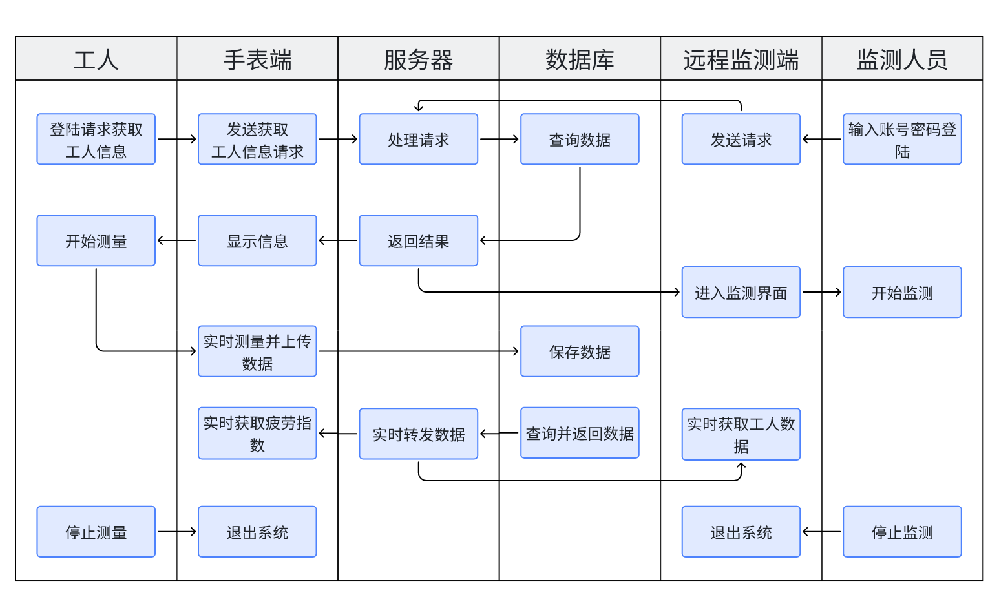 工人
手表端
服务器
数据库
远程监测端
监测人员
登陆请求获取
工人信息
发送获取
工人信息请求
处理请求
查询数据
发送请求
输入账号密码登
陆
开始测量
显示信息
返回结果
进入监测界面
开始监测
实时测量并上传
数据
保存数据
实时获取疲劳指
数
实时转发数据
查询并返回数据
实时获取工人数
据
停止测量
退出系统
退出系统
停止监测